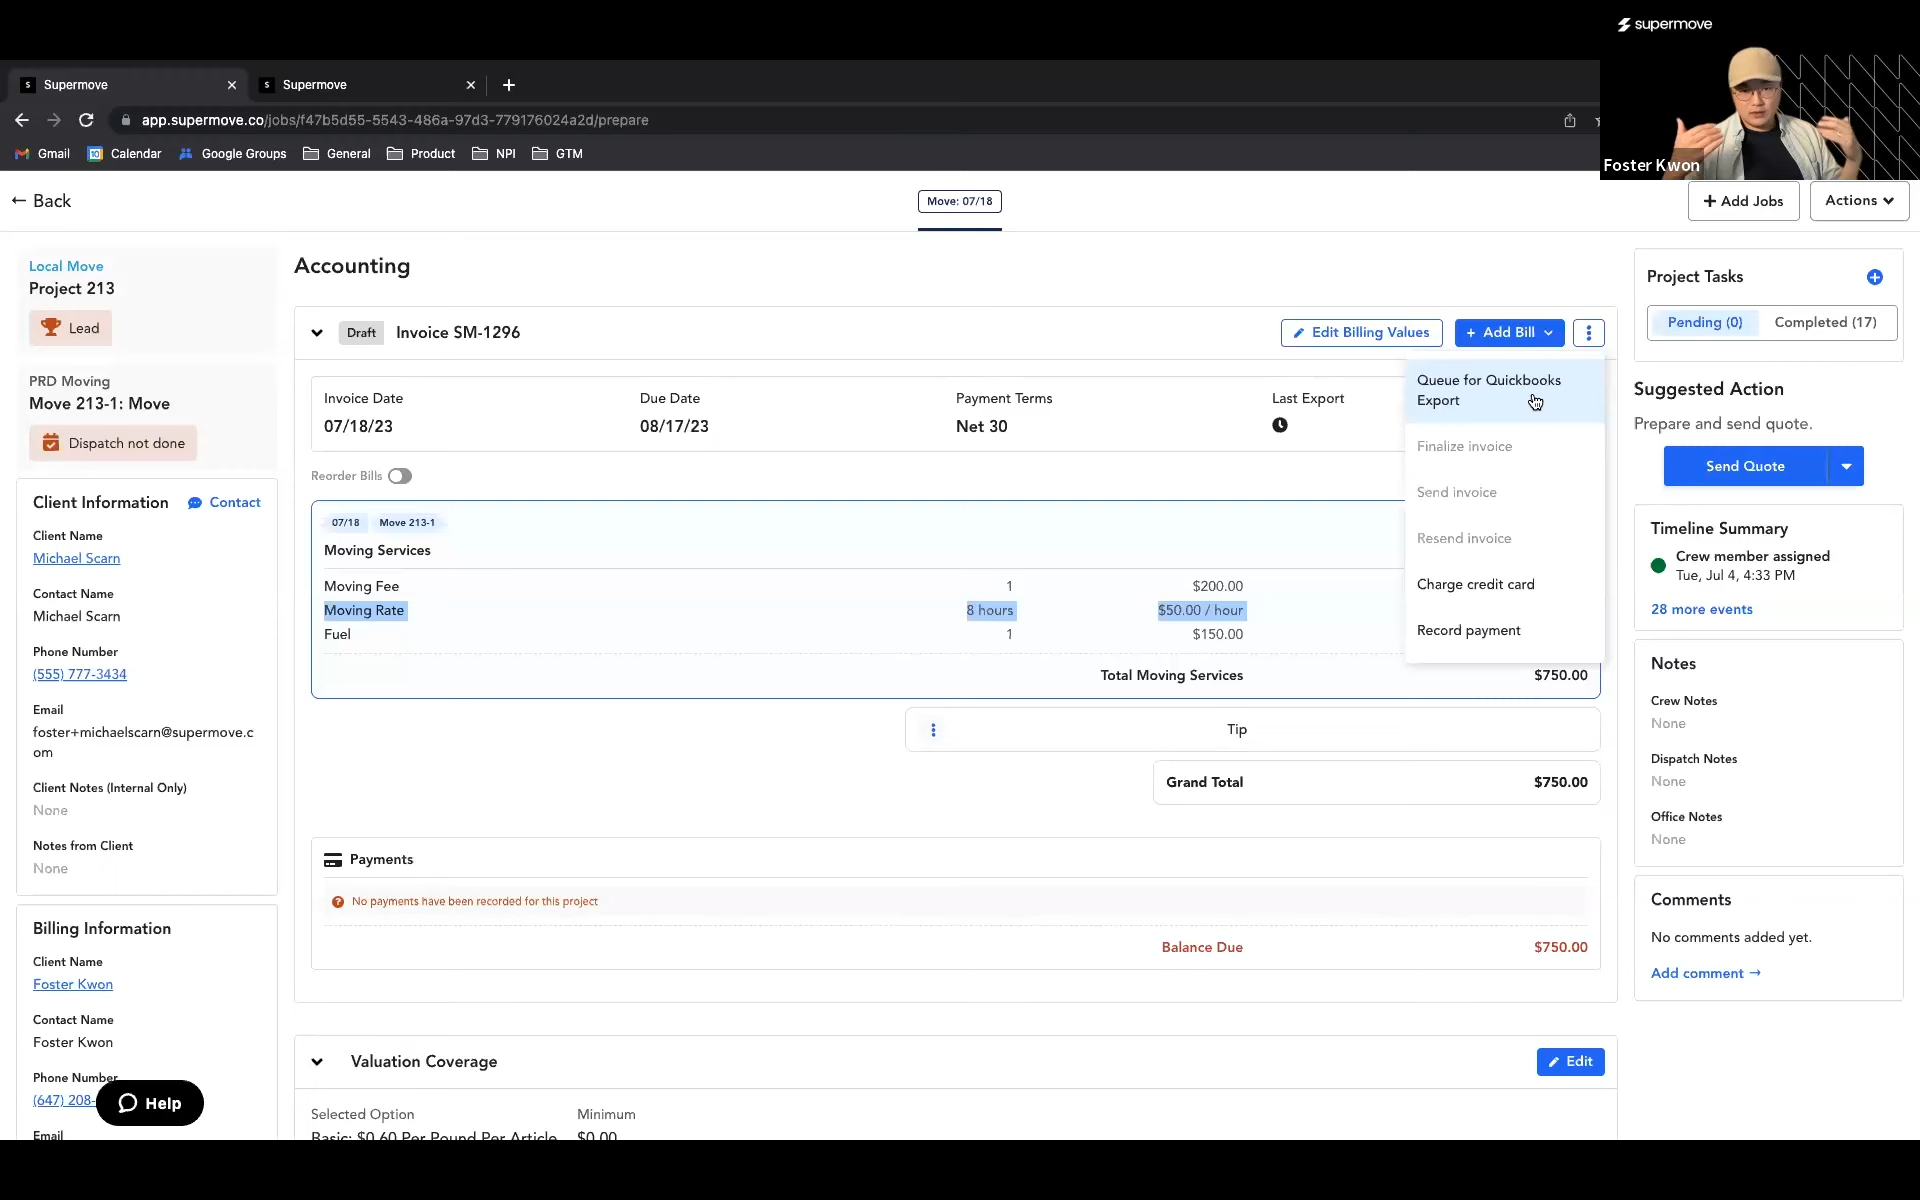 supermove
Supermove
Supermove
app.supermove.co/jobs/f47b5d55-5543-486a-97d3-779176024a2d/prepare
Gmail
Calendar
Google Groups
General
Product
NPI
GTM
Foster Kwon
← Back
Move: 07/18
+ Add Jobs
Actions
Local Move
Project 213
Lead
PRD Moving
Move 213-1: Move
Dispatch not done
Client Information
Contact
Client Name
Michael Scarn
Contact Name
Michael Scarn
Phone Number
(555) 777-3434
Email
foster+michaelscarn@supermove.c
om
Client Notes (Internal Only)
None
Notes from Client
None
Billing Information
Client Name
Foster Kwon
Contact Name
Foster Kwon
Phone Number
(647) 208-
Email
Help
Accounting
Draft
Invoice SM-1296
Edit Billing Values
+ Add Bill
Invoice Date
07/18/23
Due Date
08/17/23
Payment Terms
Net 30
Last Export
Queue for Quickbooks
Export
Finalize invoice
Send invoice
Resend invoice
Charge credit card
Record payment
Reorder Bills
07/18
Move 213-1
Moving Services
Moving Fee 1 $200.00
Moving Rate 8 hours $50.00 / hour
Fuel 1 $150.00
Total Moving Services $750.00
Tip
Grand Total $750.00
Payments
No payments have been recorded for this project
Balance Due $750.00
Valuation Coverage
Edit
Selected Option
Minimum
Basic: $0.60 Per Pound Per Article
$0.00
Project Tasks
Pending (0)
Completed (17)
Suggested Action
Prepare and send quote.
Send Quote
Timeline Summary
Crew member assigned
Tue, Jul 4, 4:33 PM
28 more events
Notes
Crew Notes
None
Dispatch Notes
None
Office Notes
None
Comments
No comments added yet.
Add comment →